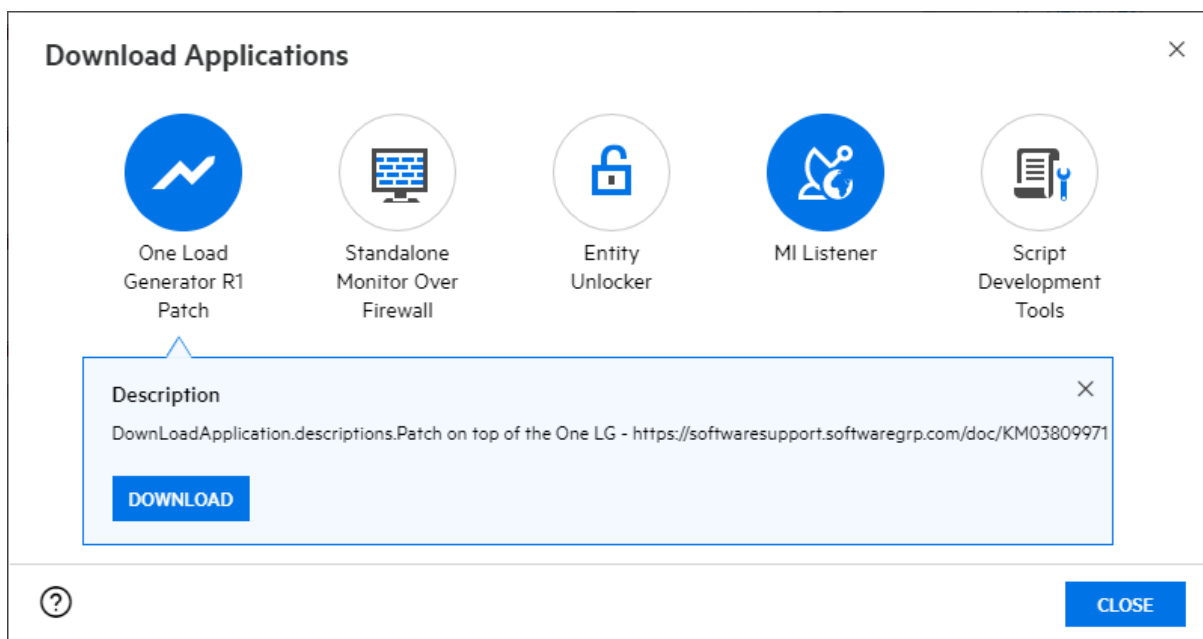 Download Applications
One Load
Generator R1
Patch
Standalone
Monitor Over
Firewall
Entity
Unlocker
MI Listener
Script
Development
Tools
Description
DownLoadApplication.descriptions.Patch on top of the One LG - https://softwaresupport.softwaregrp.com/doc/KM03809971
DOWNLOAD
CLOSE